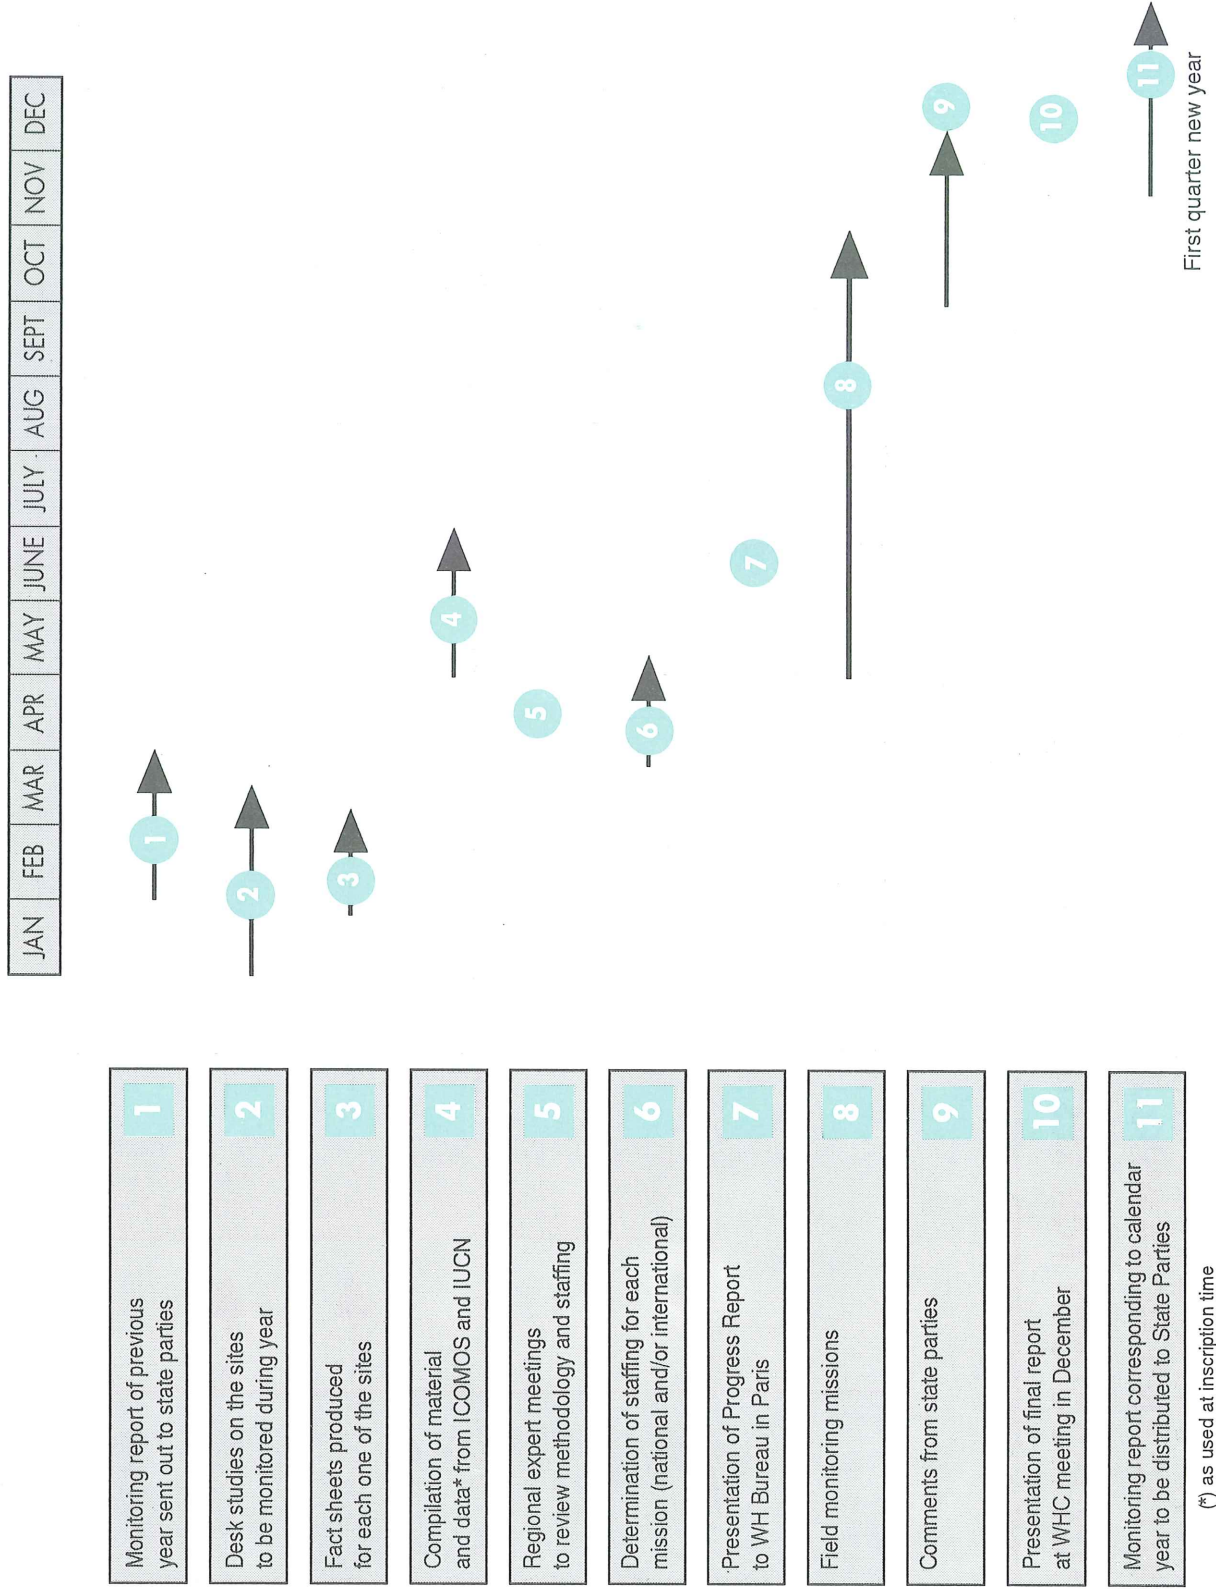 JAN FEB MAR APR MAY JUNE JULY AUG SEPT OCT NOV DEC
Monitoring report of previous
year sent out to state parties
1
1
Desk studies on the sites
to be monitored during year
2
2
Fact sheets produced
for each one of the sites
3
3
Compilation of material
and data* from ICOMOS and IUCN
4
4
Regional expert meetings
to review methodology and staffing
5
5
Determination of staffing for each
mission (national and/or international)
6
6
Presentation of Progress Report
to WH Bureau in Paris
7
7
Field monitoring missions
8
8
Comments from state parties
9
9
Presentation of final report
at WHC meeting in December
10
10
Monitoring report corresponding to calendar
year to be distributed to State Parties
11
11
First quarter new year
(*) as used at inscription time